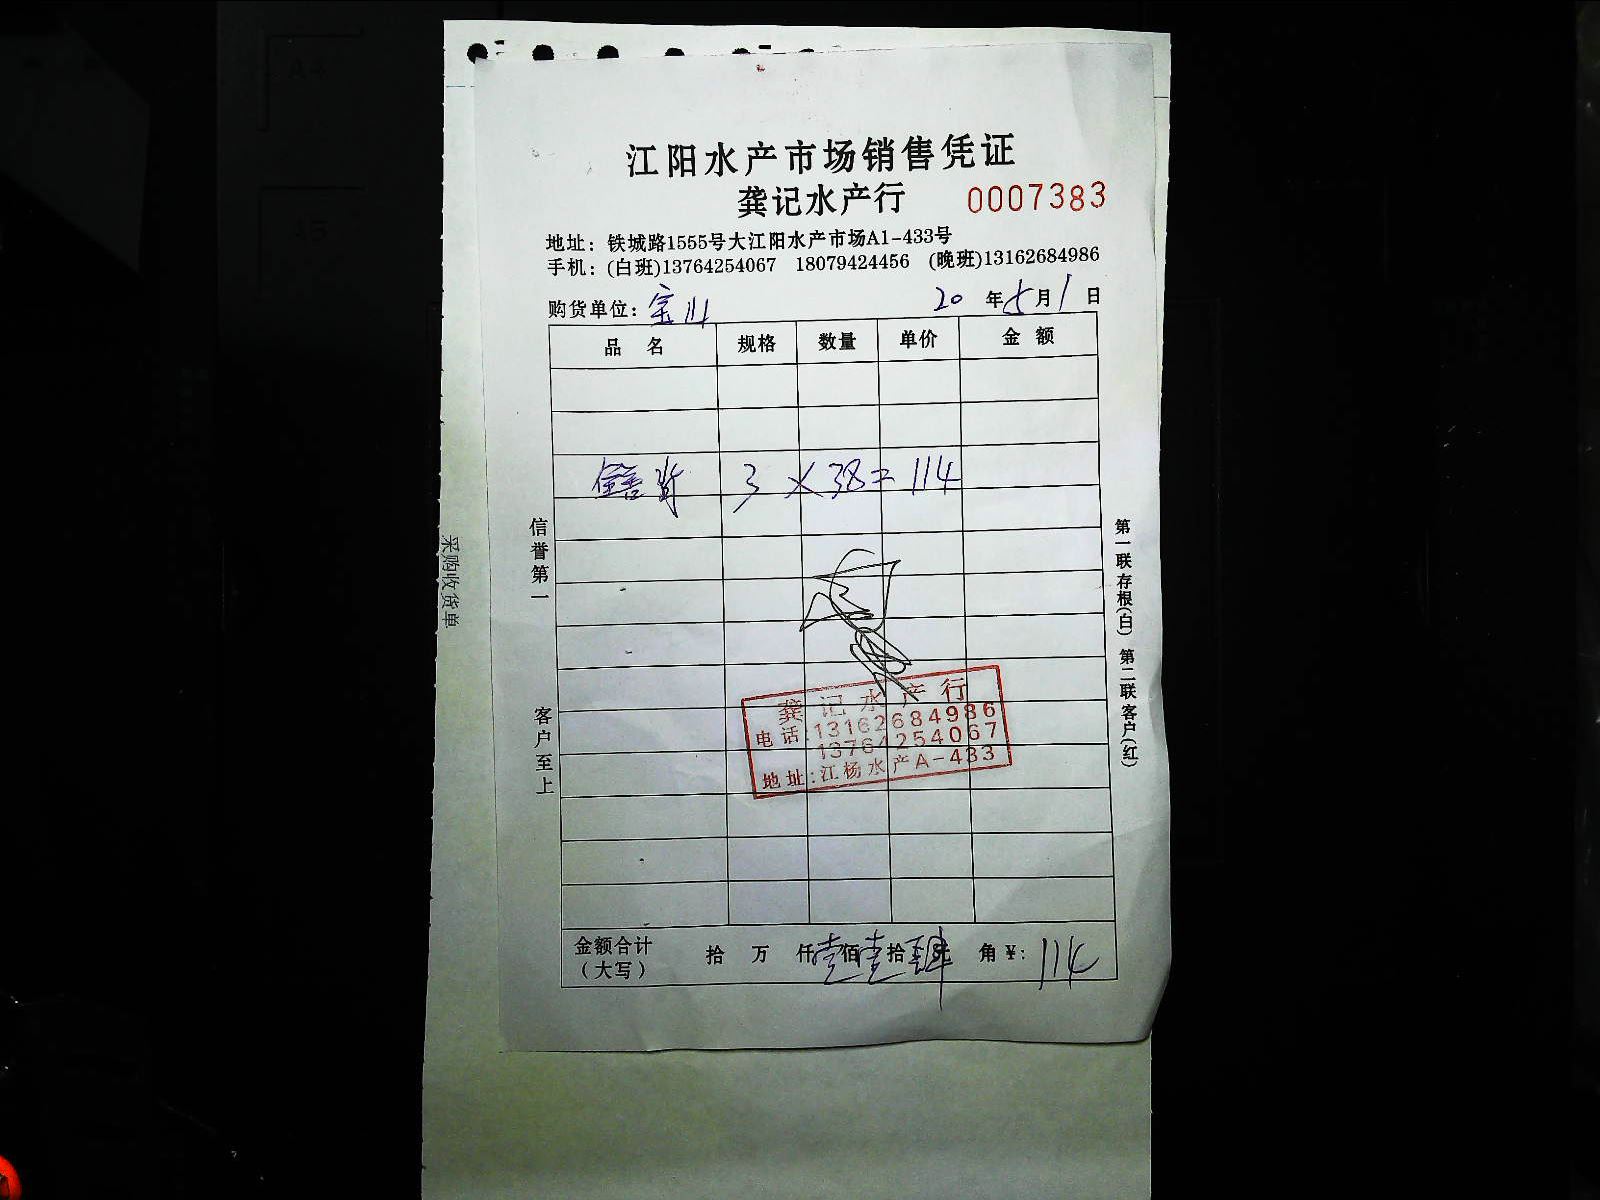 江阳水产市场销售凭证
龚记水产行 0007383
地址：铁城路1555号大江阳水产市场A1-433号
手机：(白班)13764254067 18079424456 (晚班)13162684986
购货单位：宝川 20 年 5 月 1 日
品 名 规格 数量 单价 金 额
3 × 38 = 114
信誉第一 客户至上
第一联存根(白) 第二联客户(红)
采购收货单
龚记水产行
电话:13162684986
13764254067
地址:江杨水产A-433
金额合计 拾 万 仟 壹 佰 壹 拾 肆 元 角 ¥: 114
(大写)